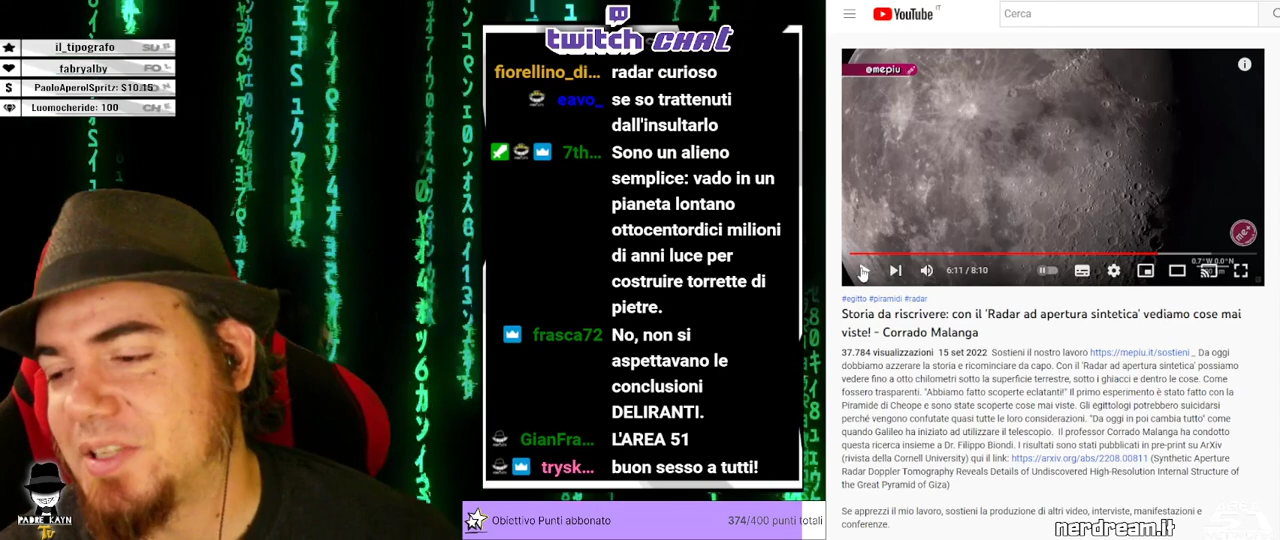 il_tipografo
fabryalby
PaoloAperolSpritz: $10.15
Luomocheride: 100
PADRE KAYN
TV
twitch CHAT
fiorellino_di... radar curioso
eavo_ se so trattenuti
dall'insultarlo
7th... Sono un alieno
semplice: vado in un
pianeta lontano
ottocentordici milioni
di anni luce per
costruire torrette di
pietre.
frasca72 No, non si
aspettavano le
conclusioni
DELIRANTI.
GianFra... L'AREA 51
trysk... buon sesso a tutti!
Obiettivo Punti abbonato 374/400 punti totali
YouTube IT
Cerca
@mepiu
me+
0.7° W 0.0° N
6:11 / 8:10
#egitto #piramidi #radar
Storia da riscrivere: con il 'Radar ad apertura sintetica' vediamo cose mai
viste! - Corrado Malanga
37.784 visualizzazioni 15 set 2022 Sostieni il nostro lavoro https://mepiu.it/sostieni_ Da oggi
dobbiamo azzerare la storia e ricominciare da capo. Con il 'Radar ad apertura sintetica' possiamo
vedere fino a otto chilometri sotto la superficie terrestre, sotto i ghiacci e dentro le cose. Come
fossero trasparenti. "Abbiamo fatto scoperte eclatanti!" Il primo esperimento è stato fatto con la
Piramide di Cheope e sono state scoperte cose mai viste. Gli egittologi potrebbero suicidarsi
perché vengono confutate quasi tutte le loro considerazioni. "Da oggi in poi cambia tutto" come
quando Galileo ha iniziato ad utilizzare il telescopio. Il professor Corrado Malanga ha condotto
questa ricerca insieme a Dr. Filippo Biondi. I risultati sono stati pubblicati in pre-print su ArXiv
(rivista della Cornell University) qui il link: https://arxiv.org/abs/2208.00811 (Synthetic Aperture
Radar Doppler Tomography Reveals Details of Undiscovered High-Resolution Internal Structure of
the Great Pyramid of Giza)
Se apprezzi il mio lavoro, sostieni la produzione di altri video, interviste, manifestazioni e
conferenze.
nerdream.it